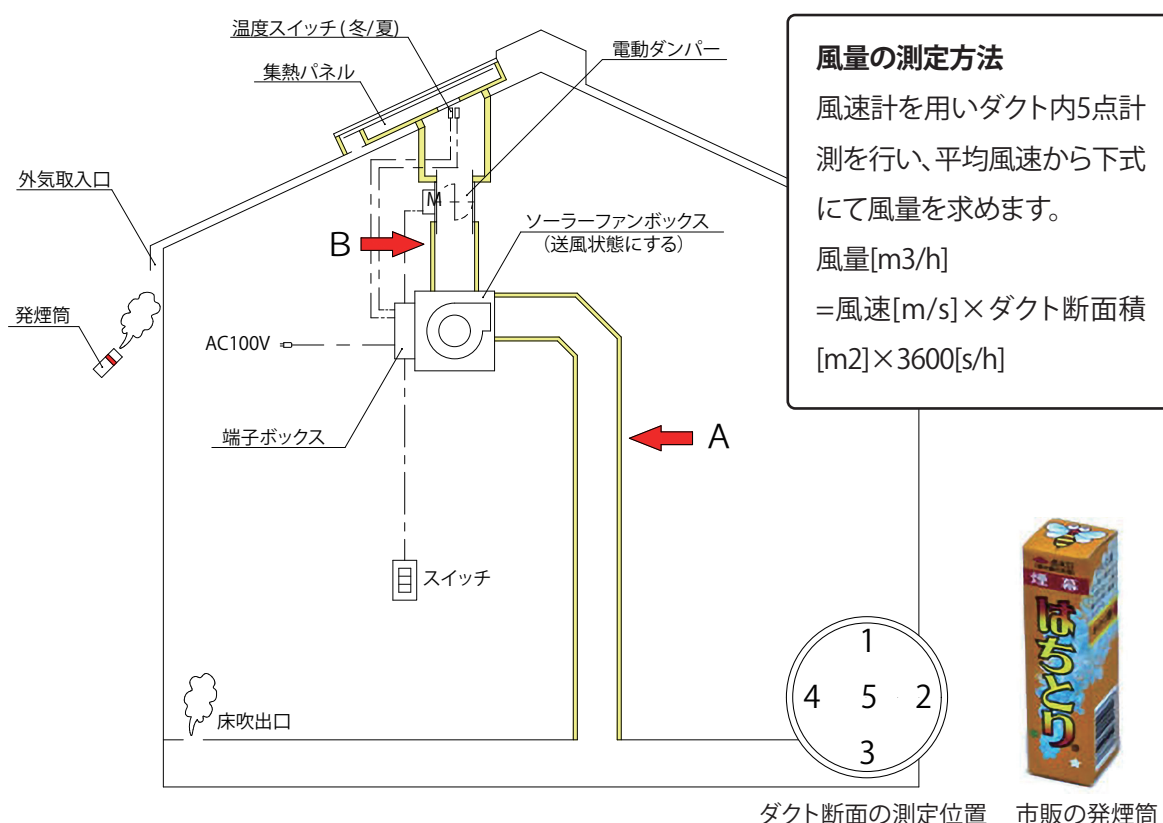 温度スイッチ(冬/夏)
集熱パネル
電動ダンパー
外気取入口
M
ソーラーファンボックス
(送風状態にする)
B
発煙筒
AC100V
端子ボックス
A
スイッチ
床吹出口
風量の測定方法
風速計を用いダクト内5点計
測を行い、平均風速から下式
にて風量を求めます。
風量[m3/h]
=風速[m/s]×ダクト断面積
[m2]×3600[s/h]
1
4 5 2
3
ダクト断面の測定位置
煙幕
はちとり
市販の発煙筒